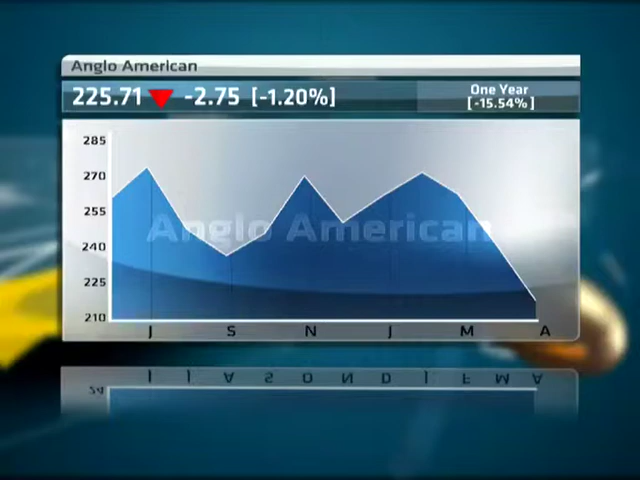 Anglo American
225.71 ▼ -2.75 [-1.20%]
One Year
[-15.54%]
285
270
255
240
225
210
Anglo American
J S N J M A
J J A S O N D J F M A
24